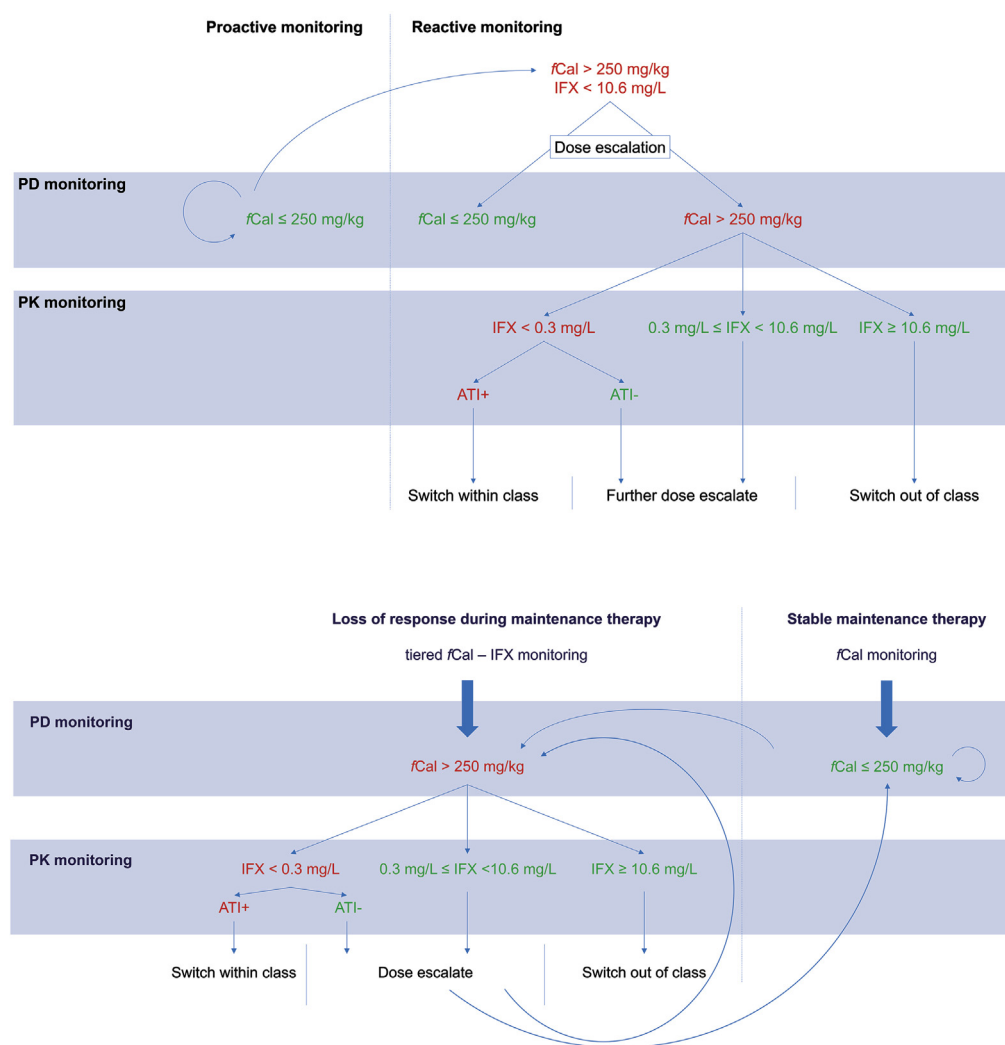 Proactive monitoring
Reactive monitoring
fCal > 250 mg/kg
IFX < 10.6 mg/L
Dose escalation
PD monitoring
fCal ≤ 250 mg/kg
fCal ≤ 250 mg/kg
fCal > 250 mg/kg
PK monitoring
IFX < 0.3 mg/L
0.3 mg/L ≤ IFX < 10.6 mg/L
IFX ≥ 10.6 mg/L
ATI+
ATI-
Switch within class
Further dose escalate
Switch out of class
Loss of response during maintenance therapy
Stable maintenance therapy
tiered fCal – IFX monitoring
fCal monitoring
PD monitoring
fCal > 250 mg/kg
fCal ≤ 250 mg/kg
PK monitoring
IFX < 0.3 mg/L
0.3 mg/L ≤ IFX <10.6 mg/L
IFX ≥ 10.6 mg/L
ATI+
ATI-
Switch within class
Dose escalate
Switch out of class